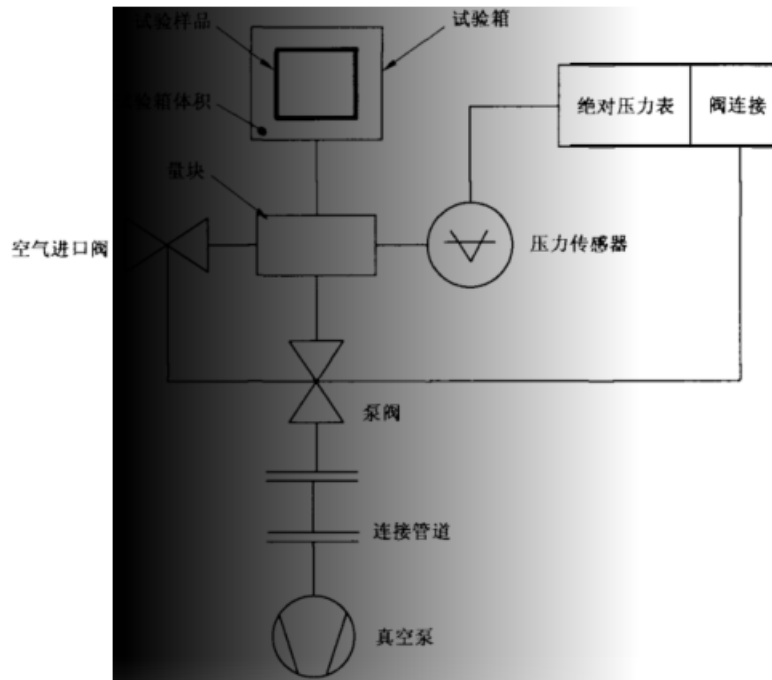 试验样品
试验箱
验箱体积
绝对压力表
阀连接
量块
空气进口阀
压力传感器
泵阀
连接管道
真空泵